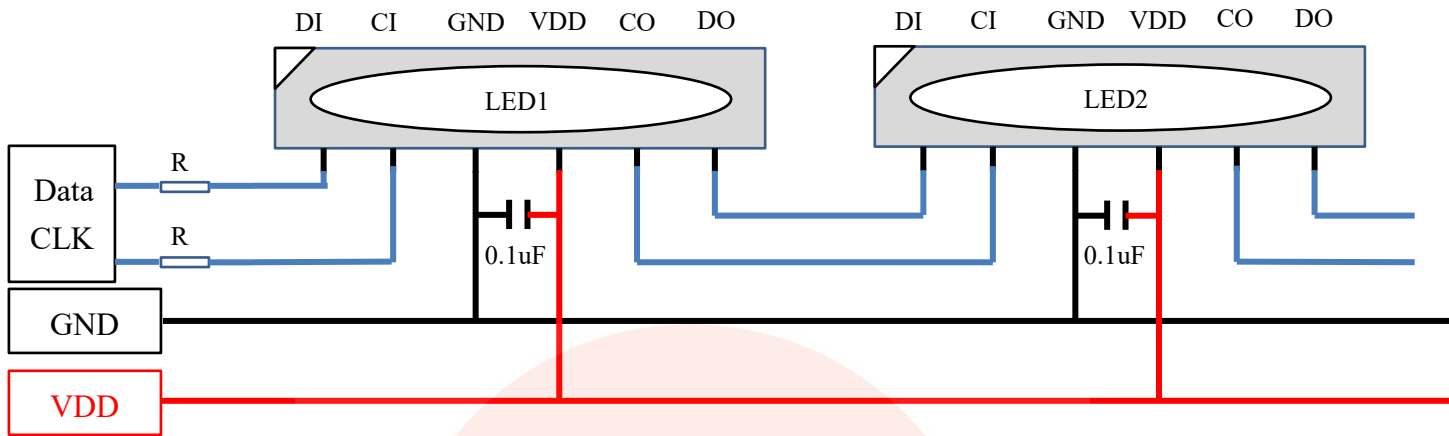 DI CI GND VDD CO DO DI CI GND VDD CO DO
LED1 LED2
R
Data
CLK
R
0.1uF 0.1uF
GND
VDD